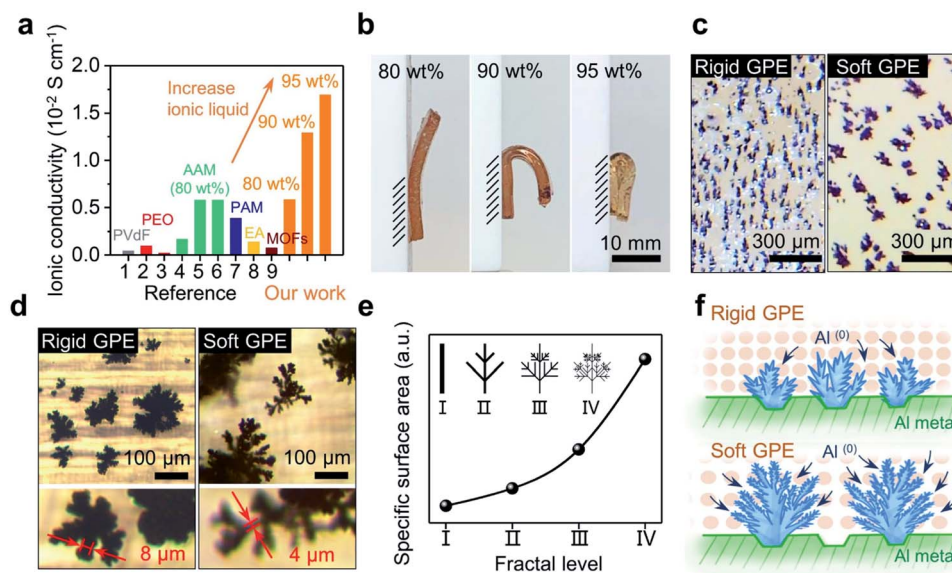 a
Ionic conductivity (10⁻² S cm⁻¹)
2.0
1.5
1.0
0.5
0.0
Increase
ionic liquid
95 wt%
90 wt%
80 wt%
AAM
(80 wt%)
PVdF
PEO
PAM
EA
MOFs
1 2 3 4 5 6 7 8 9
Reference
Our work
b
80 wt%
90 wt%
95 wt%
10 mm
c
Rigid GPE
Soft GPE
300 µm
300 µm
d
Rigid GPE
Soft GPE
100 µm
100 µm
8 µm
4 µm
e
Specific surface area (a.u.)
I II III IV
I II III IV
Fractal level
f
Rigid GPE
Al (0)
Al meta
Soft GPE
Al (0)
Al meta